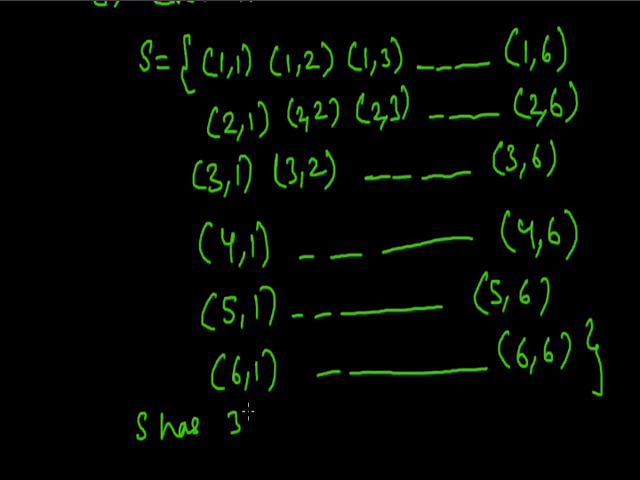 S={(1,1) (1,2) (1,3) ---- (1,6)
(2,1) (2,2) (2,3) ---- (2,6)
(3,1) (3,2) ---- (3,6)
(4,1) ---- (4,6)
(5,1) ---- (5,6)
(6,1) ---- (6,6)}
S has 3